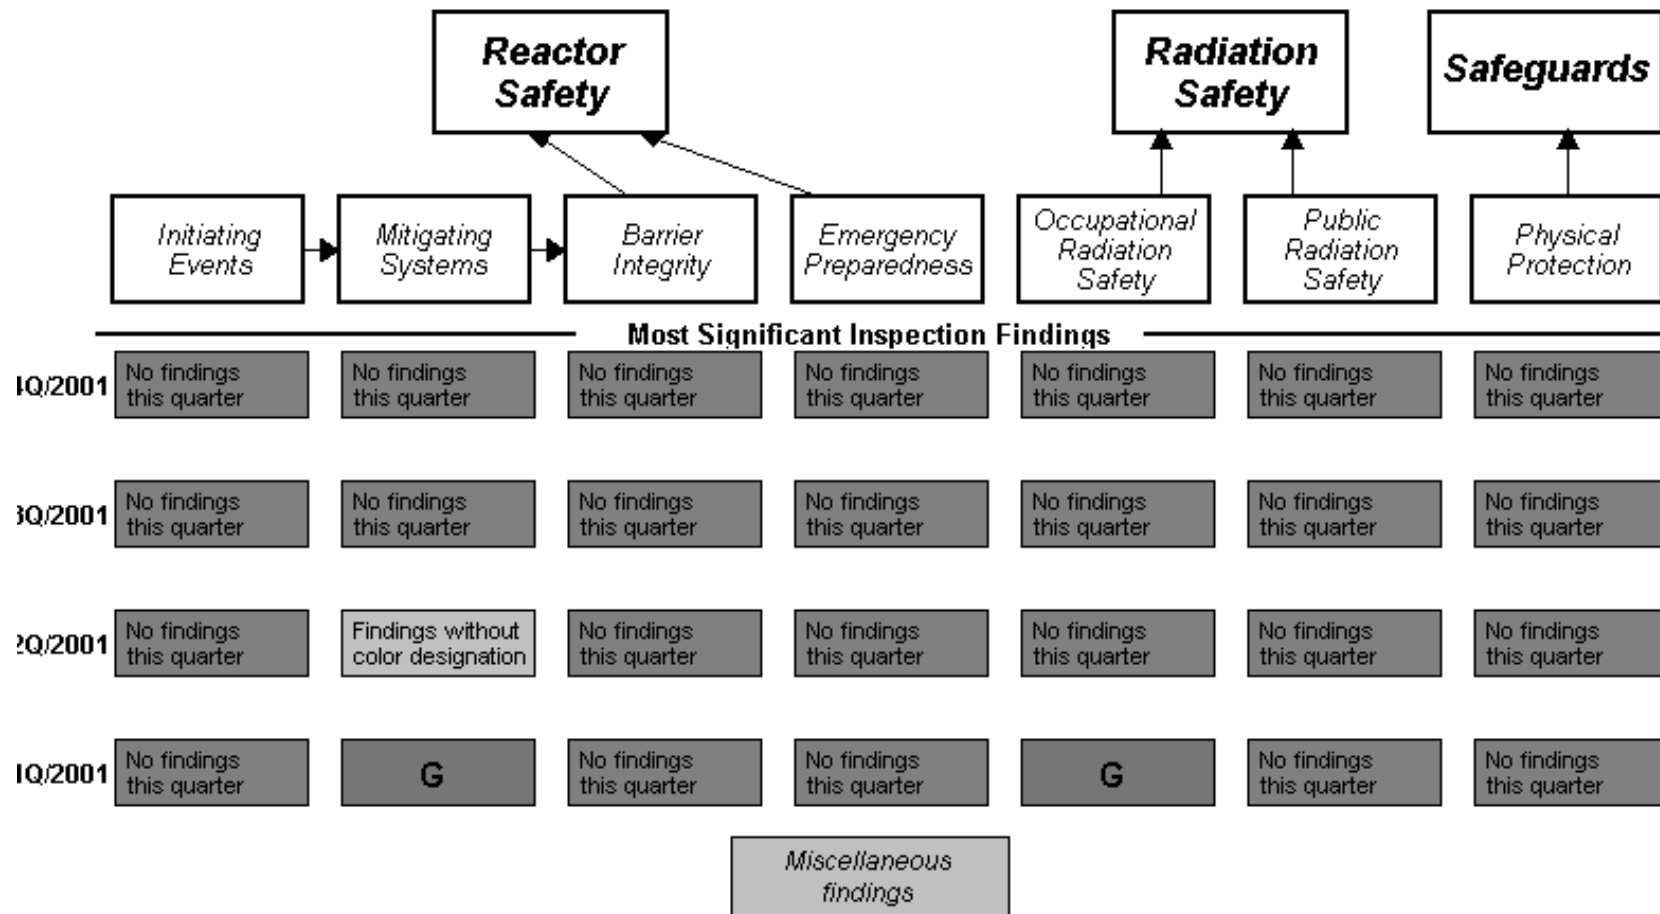 Reactor
Safety
Radiation
Safety
Safeguards
Initiating
Events
Mitigating
Systems
Barrier
Integrity
Emergency
Preparedness
Occupational
Radiation
Safety
Public
Radiation
Safety
Physical
Protection
Most Significant Inspection Findings
4Q/2001
No findings
this quarter
No findings
this quarter
No findings
this quarter
No findings
this quarter
No findings
this quarter
No findings
this quarter
No findings
this quarter
3Q/2001
No findings
this quarter
No findings
this quarter
No findings
this quarter
No findings
this quarter
No findings
this quarter
No findings
this quarter
No findings
this quarter
2Q/2001
No findings
this quarter
Findings without
color designation
No findings
this quarter
No findings
this quarter
No findings
this quarter
No findings
this quarter
No findings
this quarter
1Q/2001
No findings
this quarter
G
No findings
this quarter
No findings
this quarter
G
No findings
this quarter
No findings
this quarter
Miscellaneous
findings